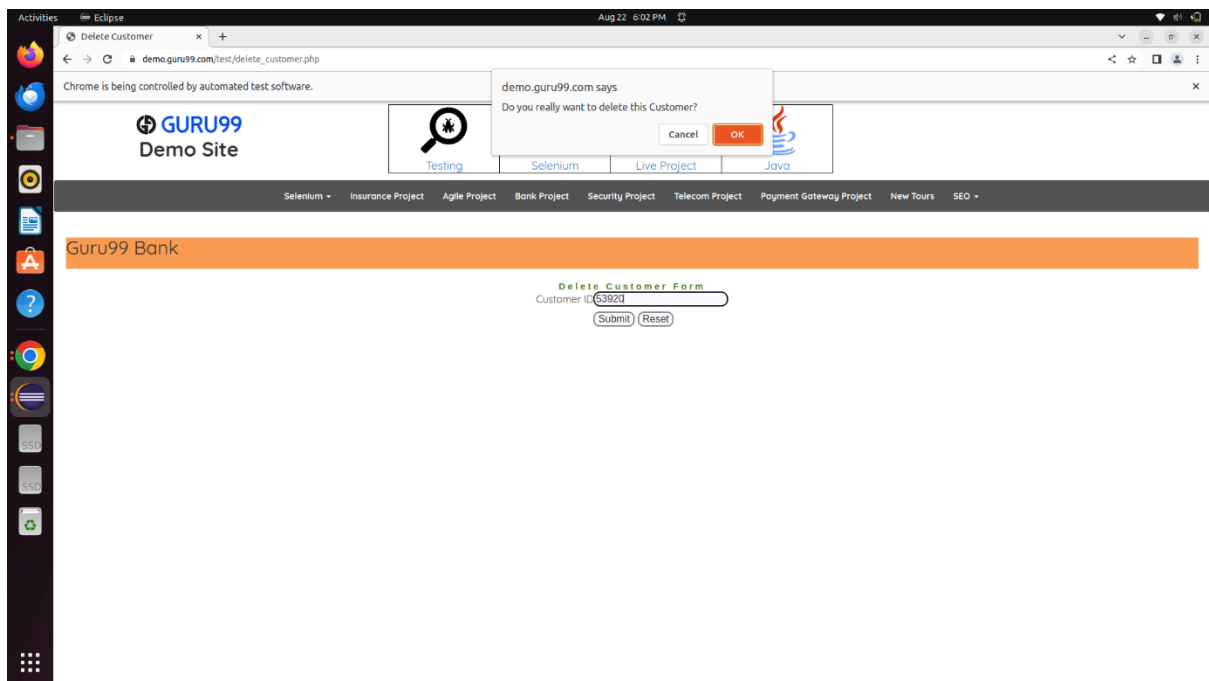 Activities Eclipse Aug 22 6:02 PM
Delete Customer
demo.guru99.com/test/delete_customer.php
Chrome is being controlled by automated test software.
demo.guru99.com says
Do you really want to delete this Customer?
Cancel OK
GURU99
Demo Site
Testing Selenium Live Project Java
Selenium Insurance Project Agile Project Bank Project Security Project Telecom Project Payment Gateway Project New Tours SEO
Guru99 Bank
Delete Customer Form
Customer ID 53920
Submit Reset
SSD
SSD